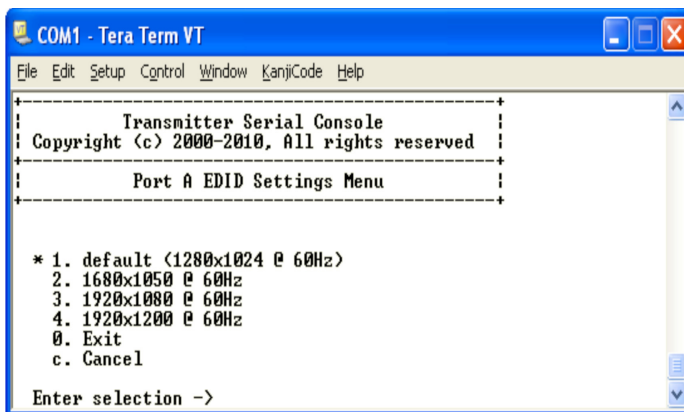 COM1 - Tera Term VT
File Edit Setup Control Window KanjiCode Help
+------------------------------------------------+
¦ Transmitter Serial Console ¦
¦ Copyright (c) 2000-2010, All rights reserved ¦
+------------------------------------------------+
¦ Port A EDID Settings Menu ¦
+------------------------------------------------+
* 1. default (1280x1024 @ 60Hz)
2. 1680x1050 @ 60Hz
3. 1920x1080 @ 60Hz
4. 1920x1200 @ 60Hz
0. Exit
c. Cancel
Enter selection ->